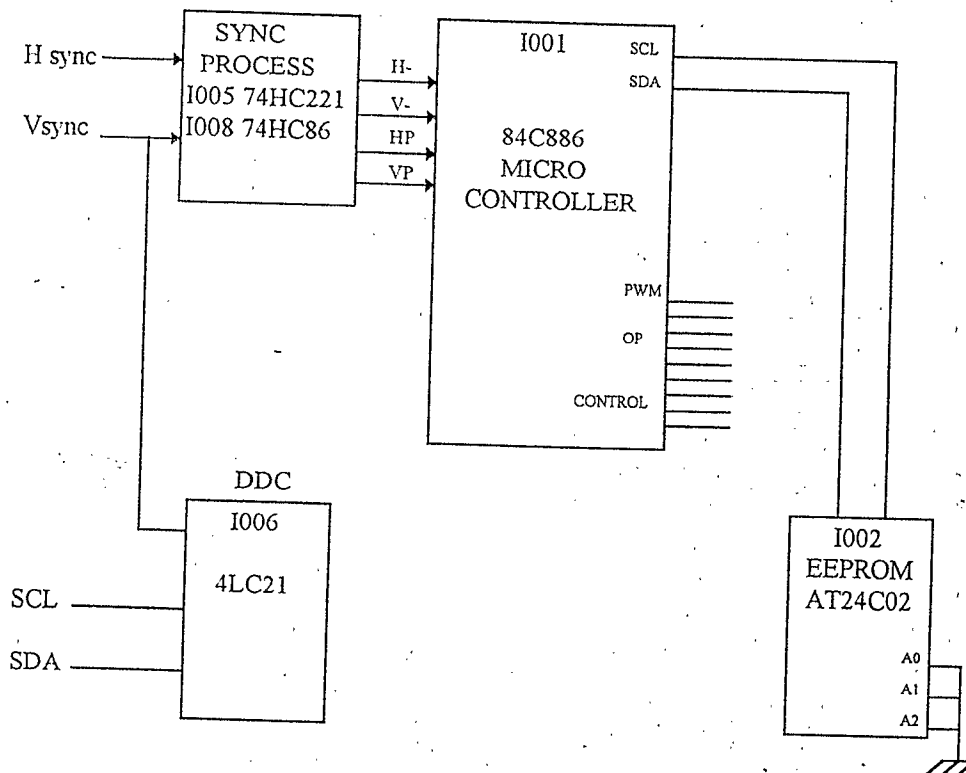 H sync
Vsync
SYNC
PROCESS
I005 74HC221
I008 74HC86
H-
V-
HP
VP
I001
SCL
SDA
84C886
MICRO
CONTROLLER
PWM
OP
CONTROL
DDC
I006
4LC21
SCL
SDA
I002
EEPROM
AT24C02
A0
A1
A2